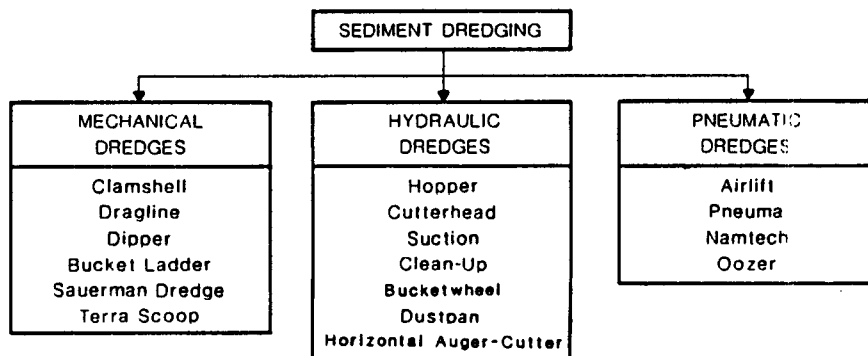 SEDIMENT DREDGING
MECHANICAL
DREDGES
Clamshell
Dragline
Dipper
Bucket Ladder
Sauerman Dredge
Terra Scoop
HYDRAULIC
DREDGES
Hopper
Cutterhead
Suction
Clean-Up
Bucketwheel
Dustpan
Horizontal Auger-Cutter
PNEUMATIC
DREDGES
Airlift
Pneuma
Namtech
Oozer